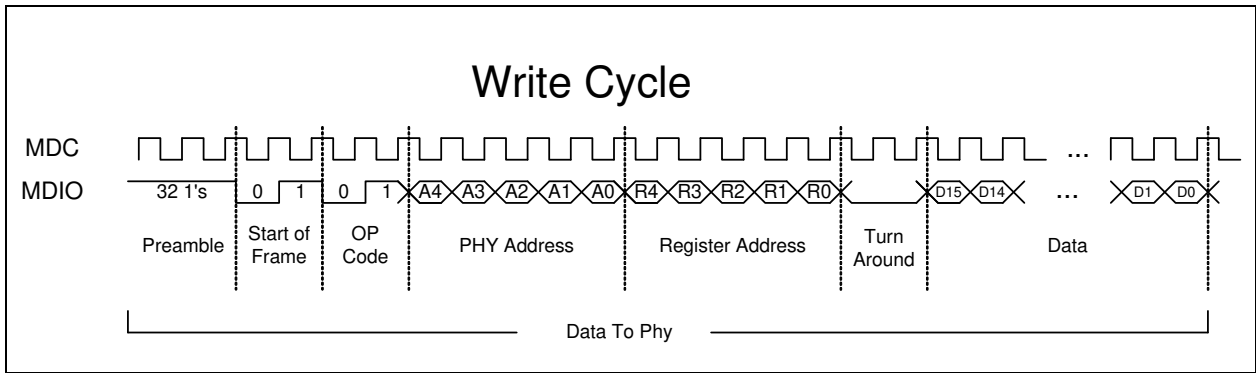 Write Cycle
MDC
...
MDIO
32 1's
0
1
0
1
A4
A3
A2
A1
A0
R4
R3
R2
R1
R0
D15
D14
...
D1
D0
Preamble
Start of
Frame
OP
Code
PHY Address
Register Address
Turn
Around
Data
Data To Phy